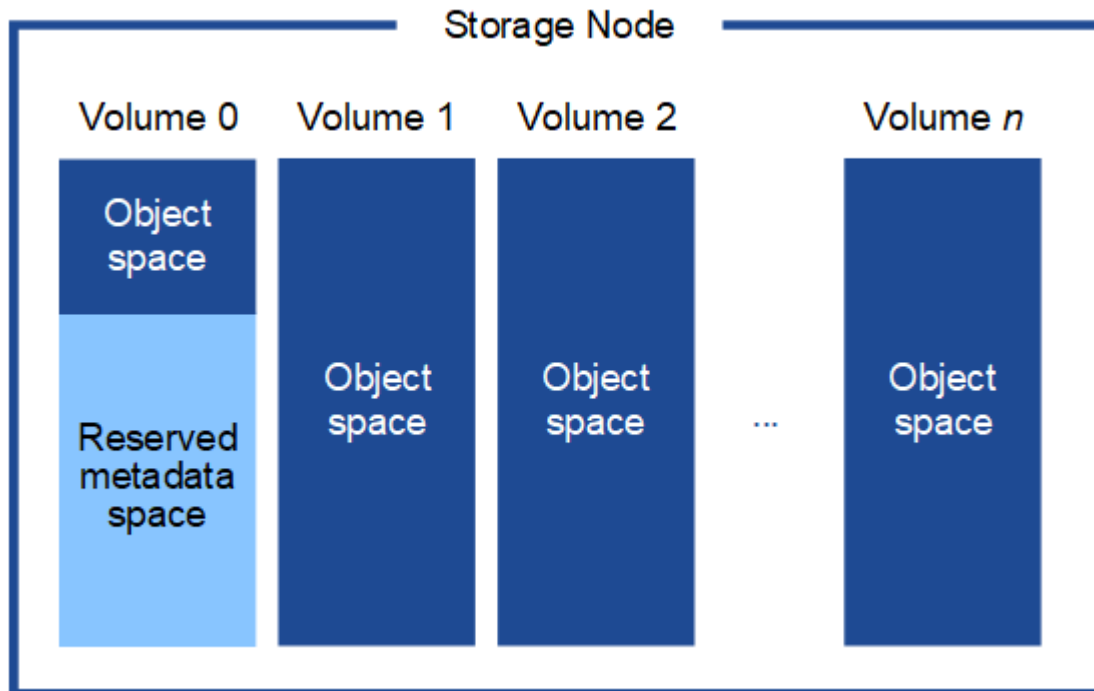 Storage Node
Volume 0
Volume 1
Volume 2
Volume n
Object
space
Reserved
metadata
space
Object
space
Object
space
...
Object
space